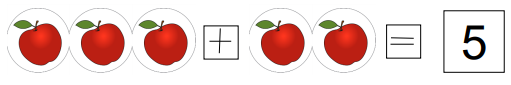 + = 5